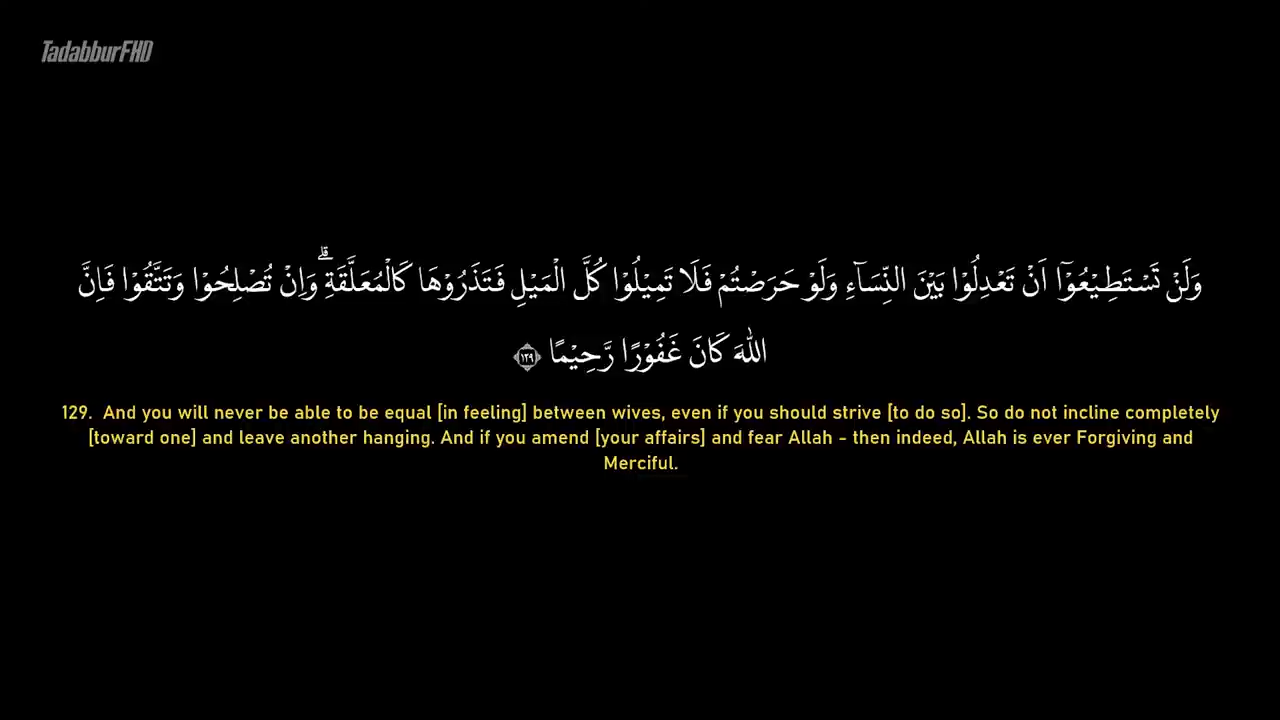 TadabburFHD
وَلَنْ تَسْتَطِيْعُوْٓا اَنْ تَعْدِلُوْا بَيْنَ النِّسَاۤءِ وَلَوْ حَرَصْتُمْ فَلَا تَمِيْلُوْا كُلَّ الْمَيْلِ فَتَذَرُوْهَا كَالْمُعَلَّقَةِۗ وَاِنْ تُصْلِحُوْا وَتَتَّقُوْا فَاِنَّ
اللّٰهَ كَانَ غَفُوْرًا رَّحِيْمًا ١٢٩
129. And you will never be able to be equal [in feeling] between wives, even if you should strive [to do so]. So do not incline completely
[toward one] and leave another hanging. And if you amend [your affairs] and fear Allah - then indeed, Allah is ever Forgiving and
Merciful.